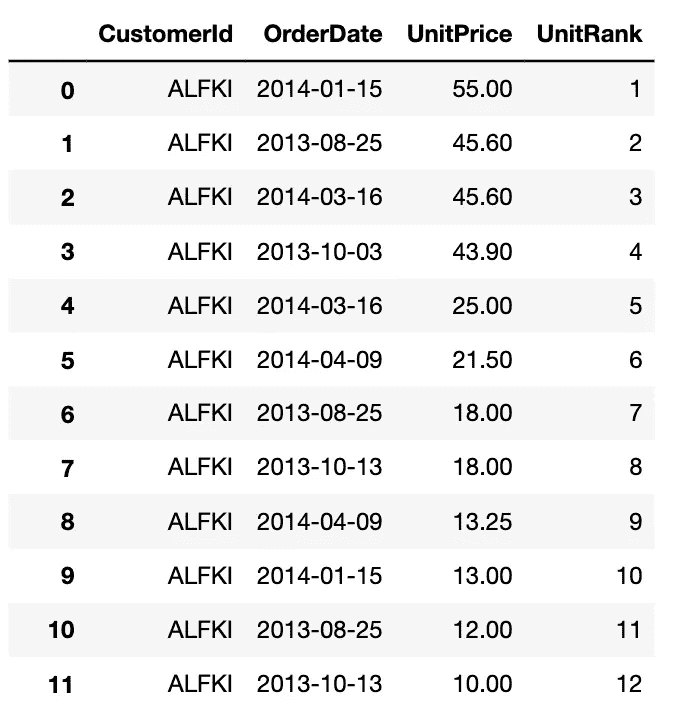 CustomerId OrderDate UnitPrice UnitRank
0 ALFKI 2014-01-15 55.00 1
1 ALFKI 2013-08-25 45.60 2
2 ALFKI 2014-03-16 45.60 3
3 ALFKI 2013-10-03 43.90 4
4 ALFKI 2014-03-16 25.00 5
5 ALFKI 2014-04-09 21.50 6
6 ALFKI 2013-08-25 18.00 7
7 ALFKI 2013-10-13 18.00 8
8 ALFKI 2014-04-09 13.25 9
9 ALFKI 2014-01-15 13.00 10
10 ALFKI 2013-08-25 12.00 11
11 ALFKI 2013-10-13 10.00 12